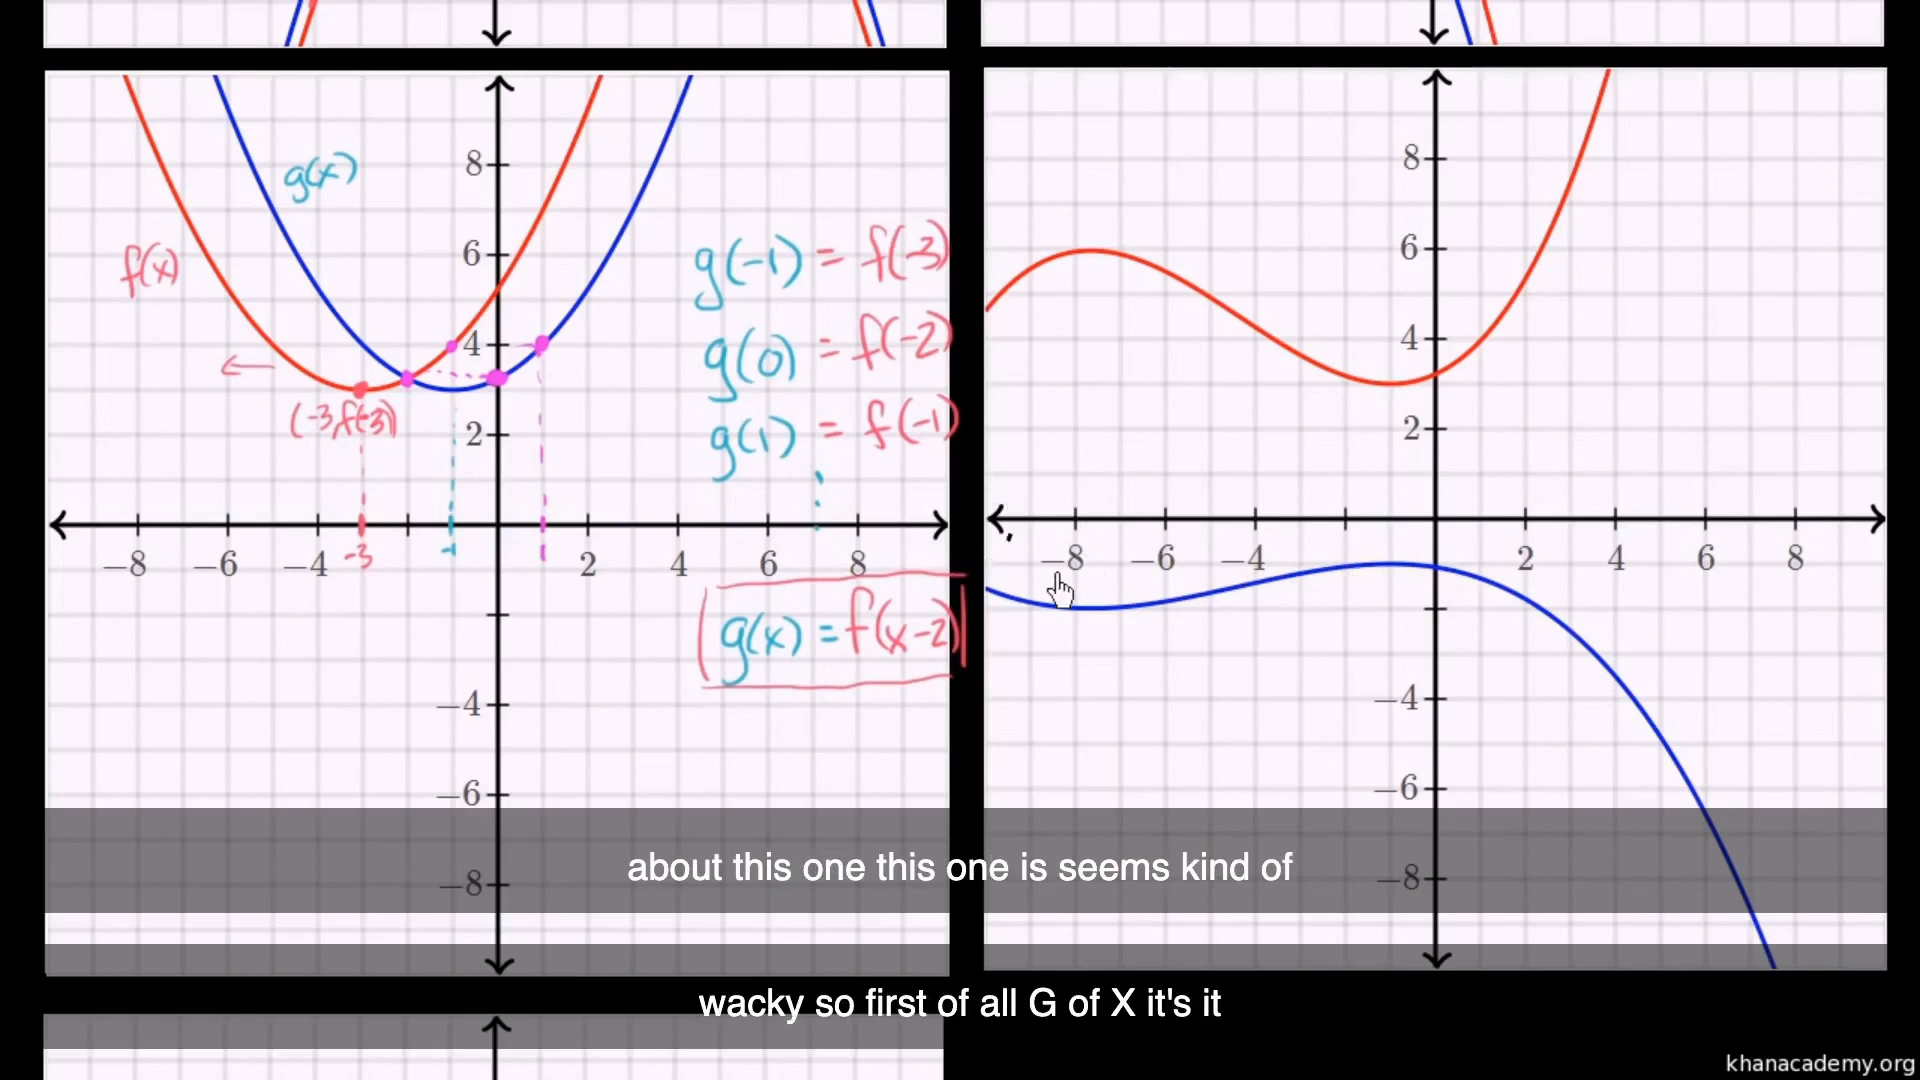 g(x)
f(x)
(-3,f(-3))
g(-1) = f(-3)
g(0) = f(-2)
g(1) = f(-1)
g(x) = f(x-2)
8
6
4
2
−8 −6 −4 -3 -1 1 2 4 6 8
−4
−6
−8
8
6
4
2
−8 −6 −4 2 4 6 8
−4
−6
−8
about this one this one is seems kind of
wacky so first of all G of X it's it
khanacademy.org